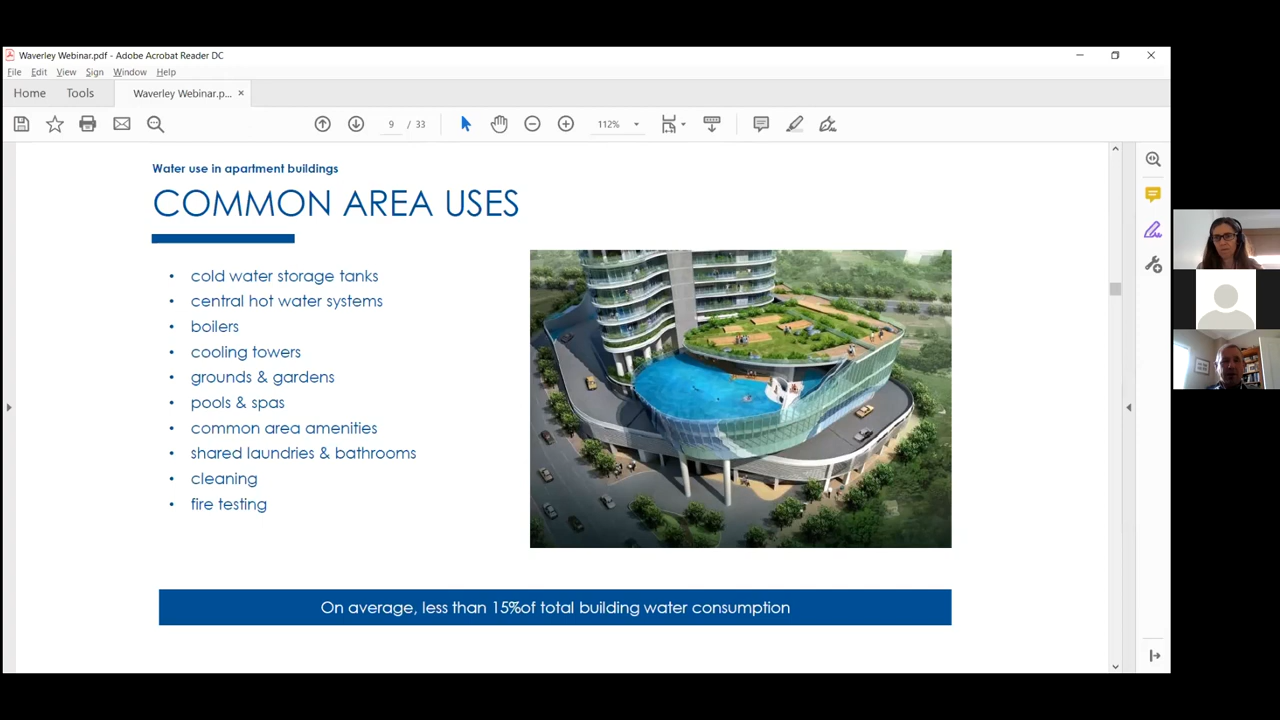 Waverley Webinar.pdf - Adobe Acrobat Reader DC
File Edit View Sign Window Help
Home Tools Waverley Webinar.p... ×
9 / 33 112%
Water use in apartment buildings
COMMON AREA USES
• cold water storage tanks
• central hot water systems
• boilers
• cooling towers
• grounds & gardens
• pools & spas
• common area amenities
• shared laundries & bathrooms
• cleaning
• fire testing
On average, less than 15%of total building water consumption